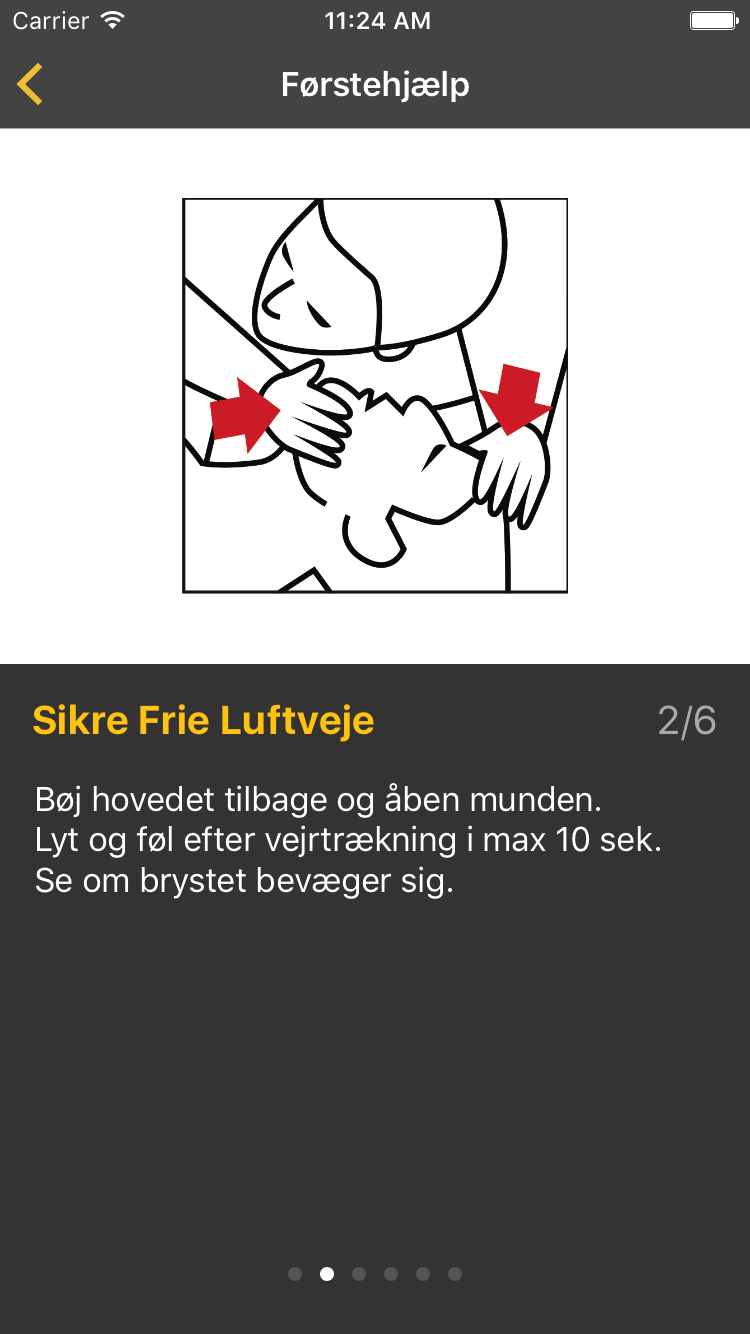 Carrier
11:24 AM
Førstehjælp
Sikre Frie Luftveje
2/6
Bøj hovedet tilbage og åben munden.
Lyt og føl efter vejrtrækning i max 10 sek.
Se om brystet bevæger sig.